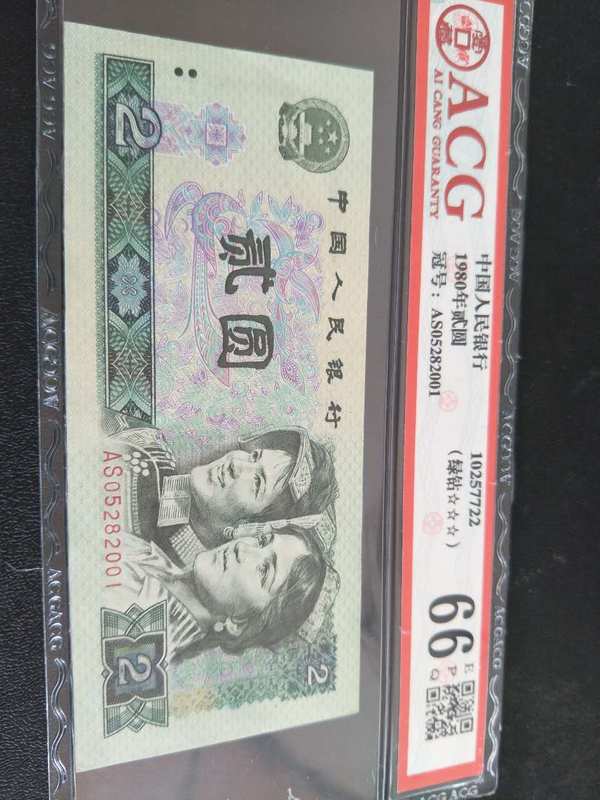 ACG
AI CANG GUARANTY
中国人民银行
1980年贰圆
冠号：AS05282001
10257722
（绿钻☆☆☆）
66
E
P
Q
中国人民银行
贰圆
2
AS05282001
2
2